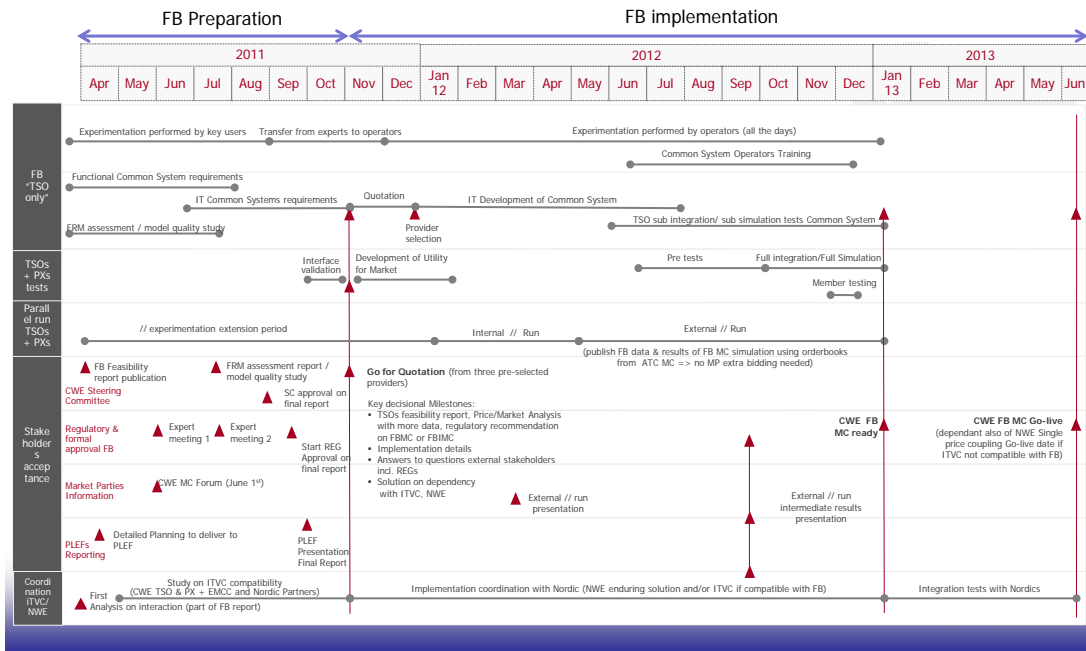 FB Preparation
FB implementation
2011
2012
2013
Apr May Jun Jul Aug Sep Oct Nov Dec Jan 12 Feb Mar Apr May Jun Jul Aug Sep Oct Nov Dec Jan 13 Feb Mar Apr May Jun
FB
"TSO
only"
Experimentation performed by key users
Transfer from experts to operators
Experimentation performed by operators (all the days)
Common System Operators Training
Functional Common System requirements
IT Common Systems requirements
Quotation
IT Development of Common System
Provider
selection
TSO sub integration/ sub simulation tests Common System
FRM assessment / model quality study
TSOs
+ PXs
tests
Interface
validation
Development of Utility
for Market
Pre tests
Full integration/Full Simulation
Member testing
Parall
el run
TSOs
+ PXs
// experimentation extension period
Internal // Run
External // Run
(publish FB data & results of FB MC simulation using orderbooks
from ATC MC => no MP extra bidding needed)
Stake
holder
s
accep
tance
FB Feasibility
report publication
CWE Steering
Committee
FRM assessment report /
model quality study
SC approval on
final report
Go for Quotation (from three pre-selected
providers)
Key decisional Milestones:
• TSOs feasibility report, Price/Market Analysis
with more data, regulatory recommendation
on FBMC or FBIMC
• Implementation details
• Answers to questions external stakeholders
incl. REGs
• Solution on dependency
with ITVC, NWE
Regulatory &
formal
approval FB
Expert
meeting 1
Expert
meeting 2
Start REG
Approval on
final report
CWE FB
MC ready
CWE FB MC Go-live
(dependant also of NWE Single
price coupling Go-live date if
ITVC not compatible with FB)
Market Parties
Information
CWE MC Forum (June 1st)
External // run
presentation
External // run
intermediate results
presentation
PLEFs
Reporting
Detailed Planning to deliver to
PLEF
PLEF
Presentation
Final Report
Coordi
nation
iTVC/
NWE
First
Analysis on interaction (part of FB report)
Study on ITVC compatibility
(CWE TSO & PX + EMCC and Nordic Partners)
Implementation coordination with Nordic (NWE enduring solution and/or ITVC if compatible with FB)
Integration tests with Nordics